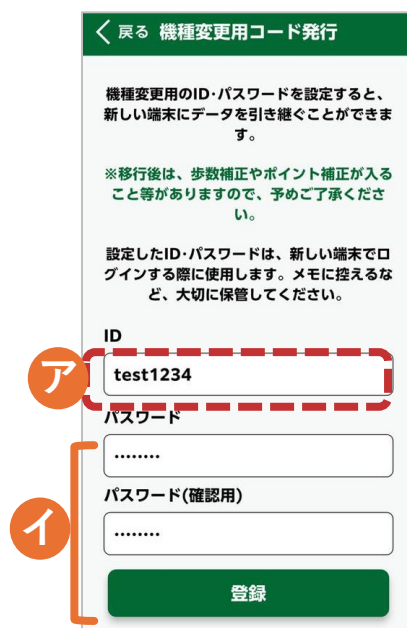 戻る 機種変更用コード発行
機種変更用のID･パスワードを設定すると、
新しい端末にデータを引き継ぐことができま
す。
※移行後は、歩数補正やポイント補正が入る
こと等がありますので、予めご了承くださ
い。
設定したID･パスワードは、新しい端末でロ
グインする際に使用します。メモに控えるな
ど、大切に保管してください。
ID
ア
test1234
パスワード
········
イ
パスワード(確認用)
········
登録